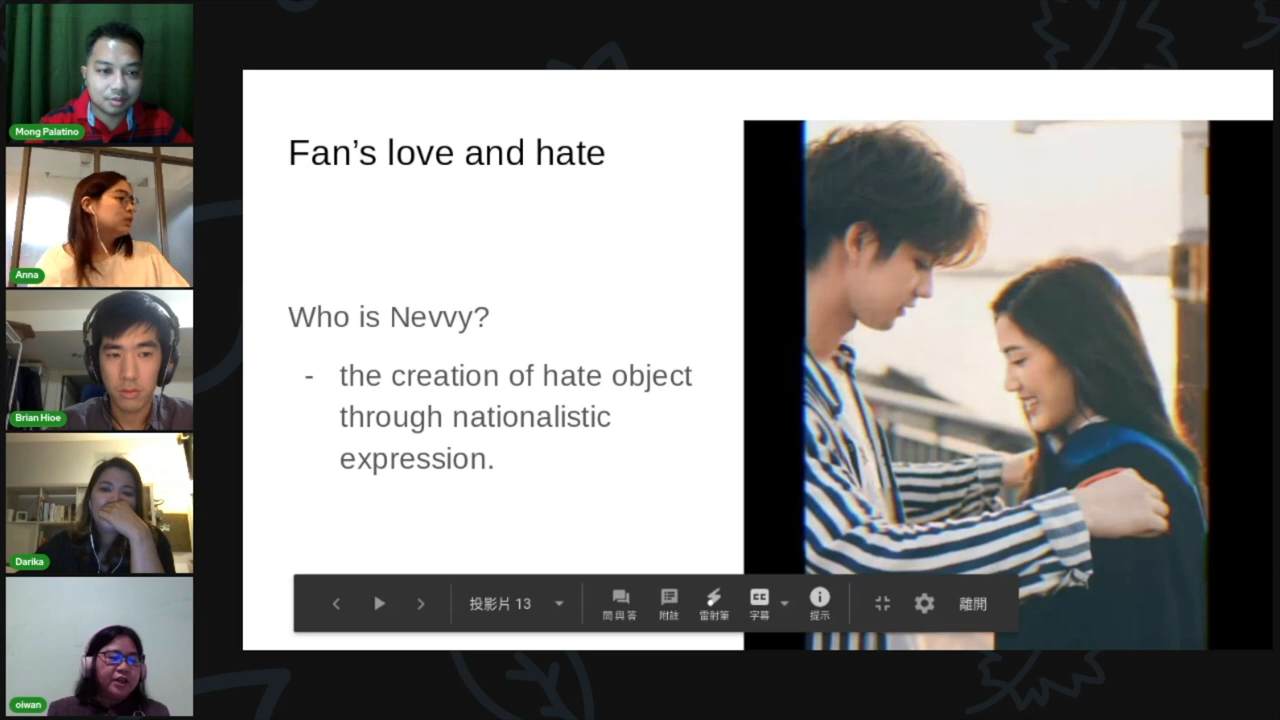 Mong Palatino
Anna
Brian Hioe
Darika
oiwan
Fan's love and hate
Who is Nevvy?
- the creation of hate object
through nationalistic
expression.
投影片 13
問與答
附註
雷射筆
CC
字幕
提示
離開